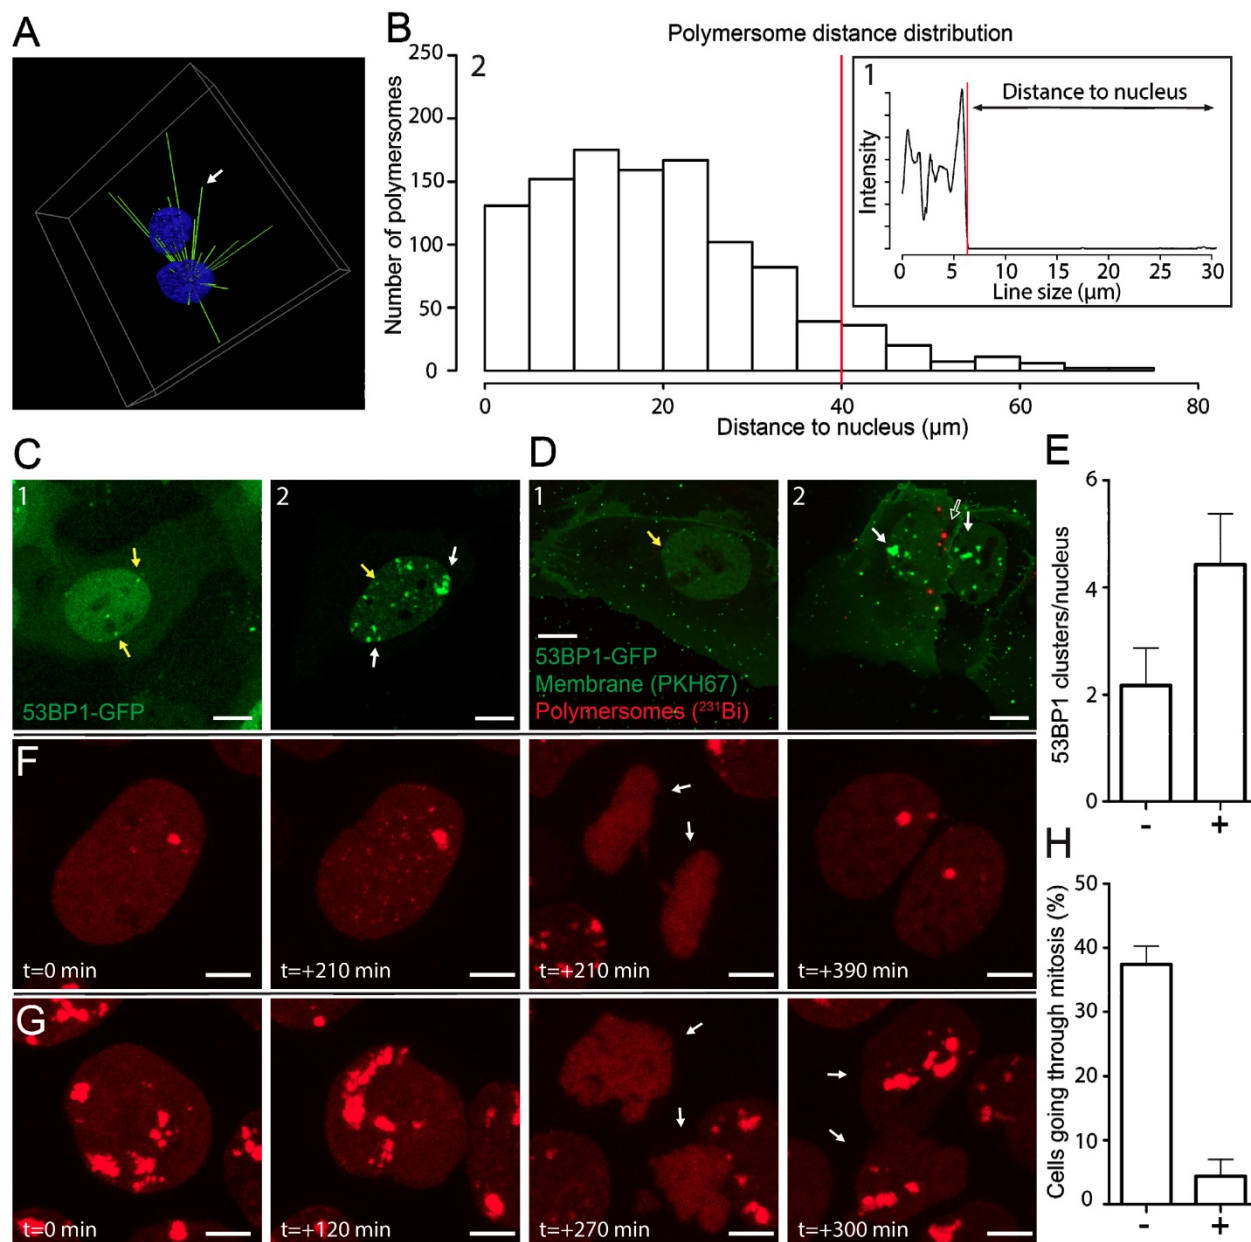 A
B
Polymersome distance distribution
2
Number of polymersomes
250
200
150
100
50
0
0 20 40 60 80
Distance to nucleus (µm)
1
Distance to nucleus
Intensity
0 5 10 15 20 25 30
Line size (µm)
C
1
53BP1-GFP
2
D
1
53BP1-GFP
Membrane (PKH67)
Polymersomes (²³¹Bi)
2
E
53BP1 clusters/nucleus
6
4
2
0
- +
F
t=0 min
t=+210 min
t=+210 min
t=+390 min
G
t=0 min
t=+120 min
t=+270 min
t=+300 min
H
Cells going through mitosis (%)
50
40
30
20
10
0
- +